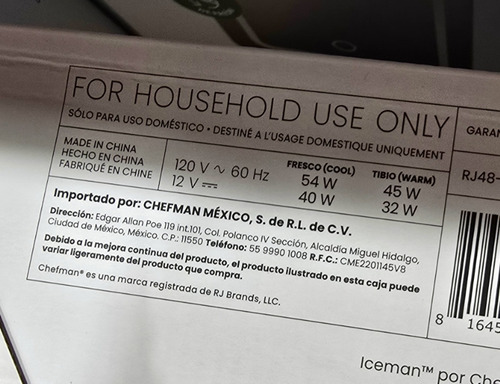 FOR HOUSEHOLD USE ONLY
SÓLO PARA USO DOMÉSTICO • DESTINÉ A L'USAGE DOMESTIQUE UNIQUEMENT
MADE IN CHINA
HECHO EN CHINA
FABRIQUÉ EN CHINE
120 V ~ 60 Hz
12 V ⎓
FRESCO (COOL)
54 W
40 W
TIBIO (WARM)
45 W
32 W
Importado por: CHEFMAN MÉXICO, S. de R.L. de C.V.
Dirección: Edgar Allan Poe 119 int.101, Col. Polanco IV Sección, Alcaldía Miguel Hidalgo,
Ciudad de México, México. C.P.: 11550 Teléfono: 55 9990 1008 R.F.C.: CME2201145V8
Debido a la mejora continua del producto, el producto ilustrado en esta caja puede
variar ligeramente del producto que compra.
Chefman® es una marca registrada de RJ Brands, LLC.
GARAN
RJ48-
8 1645
Iceman™ por Che